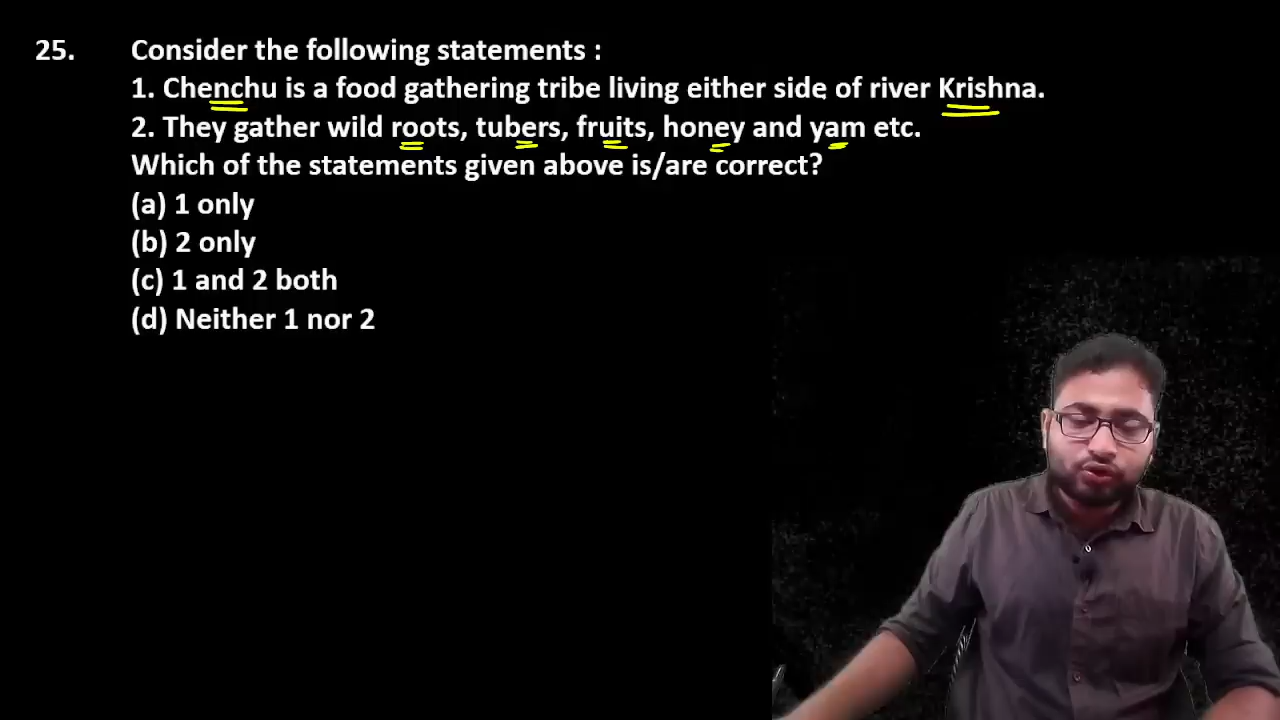 25. Consider the following statements :
1. Chenchu is a food gathering tribe living either side of river Krishna.
2. They gather wild roots, tubers, fruits, honey and yam etc.
Which of the statements given above is/are correct?
(a) 1 only
(b) 2 only
(c) 1 and 2 both
(d) Neither 1 nor 2